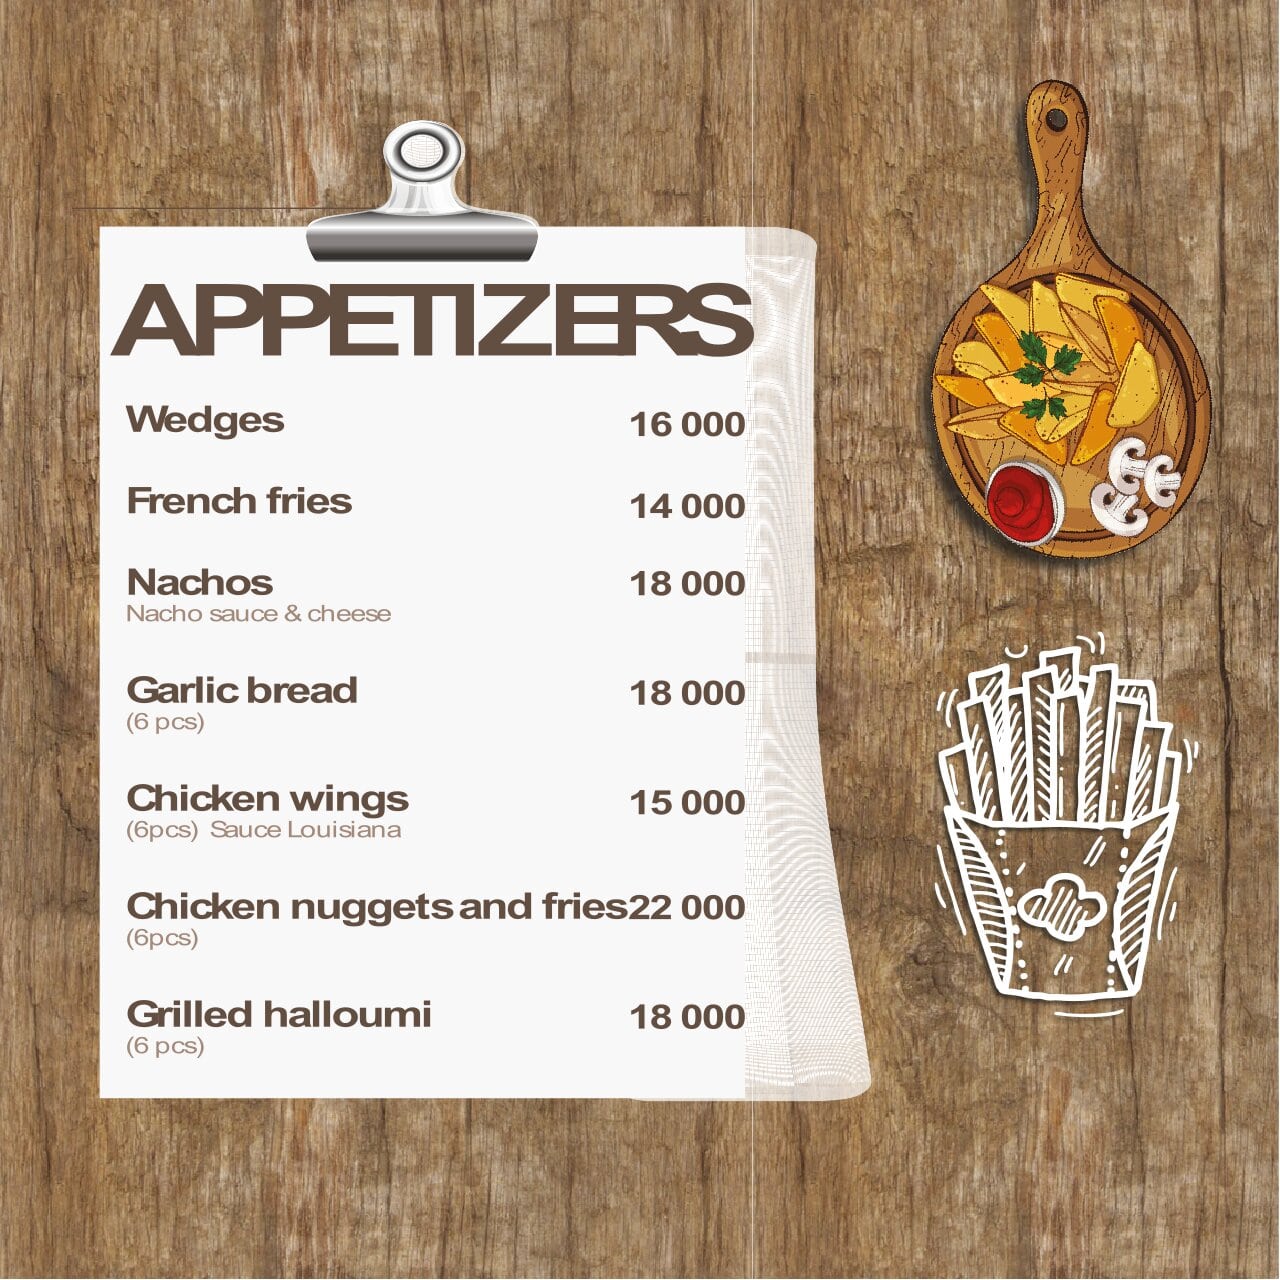 APPETIZERS
Wedges 16 000
French fries 14 000
Nachos 18 000
Nacho sauce & cheese
Garlic bread 18 000
(6 pcs)
Chicken wings 15 000
(6pcs) Sauce Louisiana
Chicken nuggets and fries 22 000
(6pcs)
Grilled halloumi 18 000
(6 pcs)